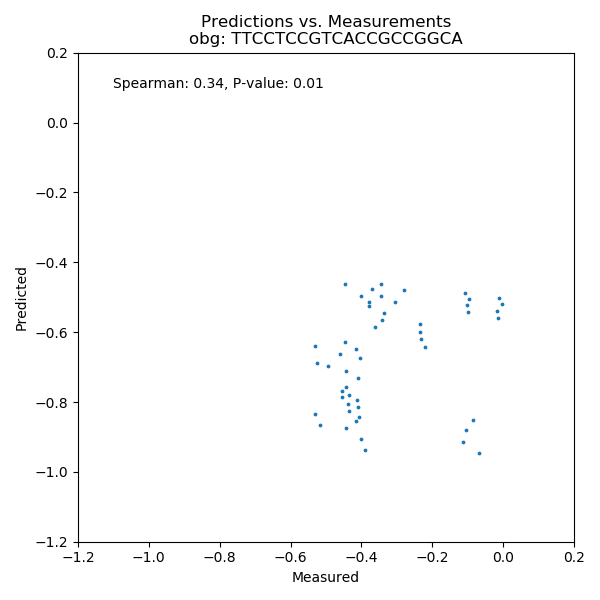 Predictions vs. Measurements
obg: TTCCTCCGTCACCGCCGGCA
Spearman: 0.34, P-value: 0.01
0.2
0.0
−0.2
−0.4
−0.6
−0.8
−1.0
−1.2
Predicted
−1.2 −1.0 −0.8 −0.6 −0.4 −0.2 0.0 0.2
Measured